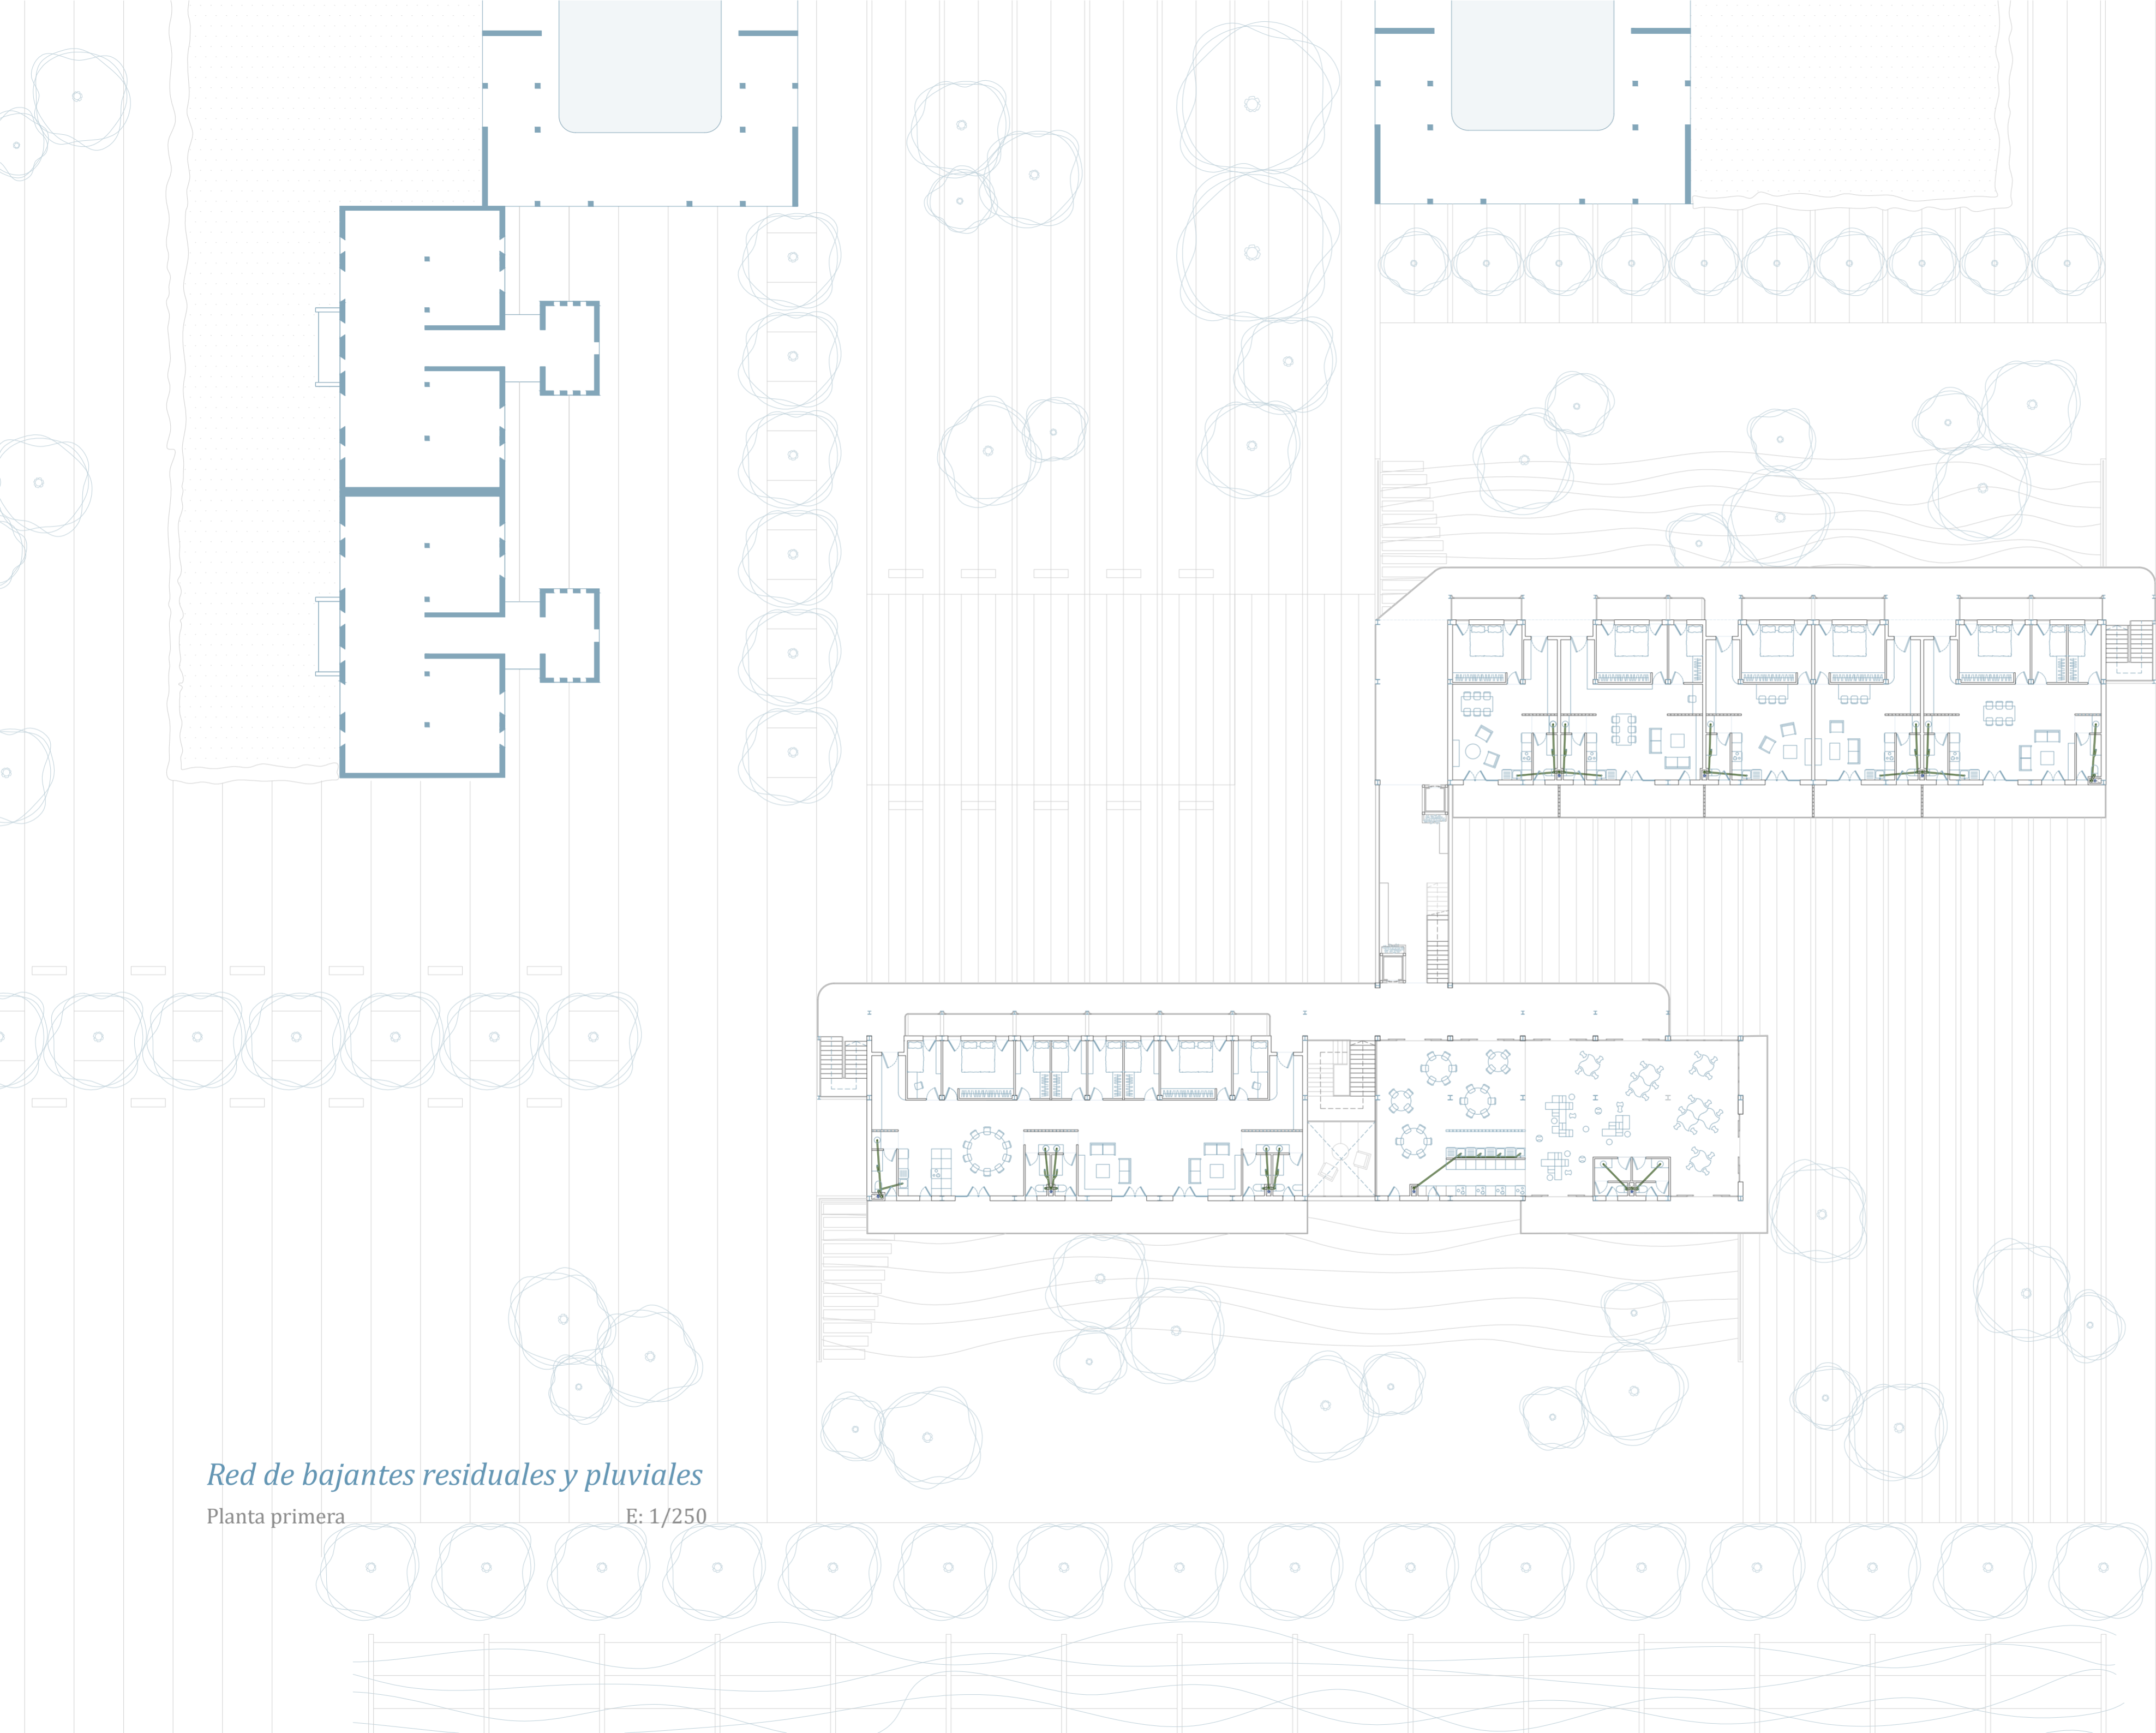 Red de bajantes residuales y pluviales
Planta primera E: 1/250